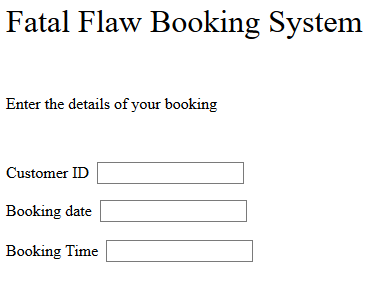 Fatal Flaw Booking System
Enter the details of your booking
Customer ID
Booking date
Booking Time